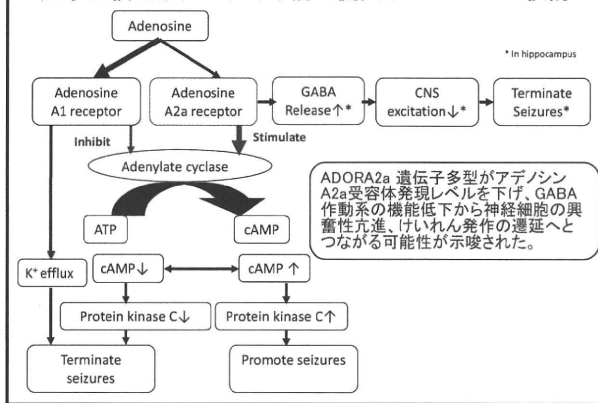 Adenosine
* In hippocampus
Adenosine
A1 receptor
Adenosine
A2a receptor
GABA
Release↑*
CNS
excitation↓*
Terminate
Seizures*
Inhibit
Stimulate
Adenylate cyclase
ADORA2a 遺伝子多型がアデノシン
A2a受容体発現レベルを下げ、GABA
作動系の機能低下から神経細胞の興
奮性亢進、けいれん発作の遷延へと
つながる可能性が示唆された。
ATP
cAMP
K⁺ efflux
cAMP↓
cAMP ↑
Protein kinase C↓
Protein kinase C↑
Terminate
seizures
Promote seizures